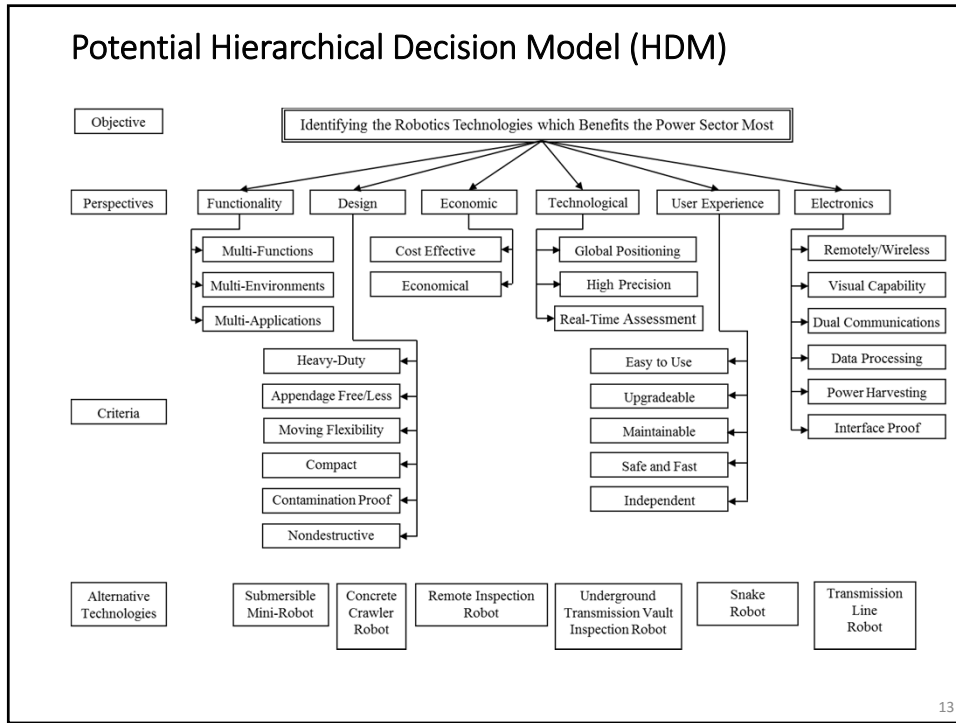 Potential Hierarchical Decision Model (HDM)
Objective
Identifying the Robotics Technologies which Benefits the Power Sector Most
Perspectives
Functionality
Design
Economic
Technological
User Experience
Electronics
Multi-Functions
Multi-Environments
Multi-Applications
Cost Effective
Economical
Global Positioning
High Precision
Real-Time Assessment
Remotely/Wireless
Visual Capability
Dual Communications
Data Processing
Power Harvesting
Interface Proof
Criteria
Heavy-Duty
Appendage Free/Less
Moving Flexibility
Compact
Contamination Proof
Nondestructive
Easy to Use
Upgradeable
Maintainable
Safe and Fast
Independent
Alternative
Technologies
Submersible
Mini-Robot
Concrete
Crawler
Robot
Remote Inspection
Robot
Underground
Transmission Vault
Inspection Robot
Snake
Robot
Transmission
Line
Robot
13